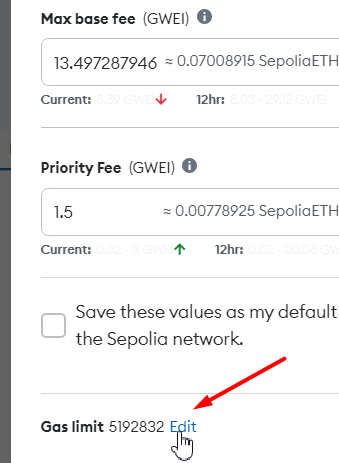 Max base fee (GWEI)
13.497287946 ≈ 0.07008915 SepoliaETH
Current: 8.89 GWEI 12hr: 8.03 - 29.12 GWEI
Priority Fee (GWEI)
1.5 ≈ 0.00778925 SepoliaETH
Current: 0.32 - 3 GWEI 12hr: 0.02 - 30.06 GW
Save these values as my default
the Sepolia network.
Gas limit 5192832 Edit